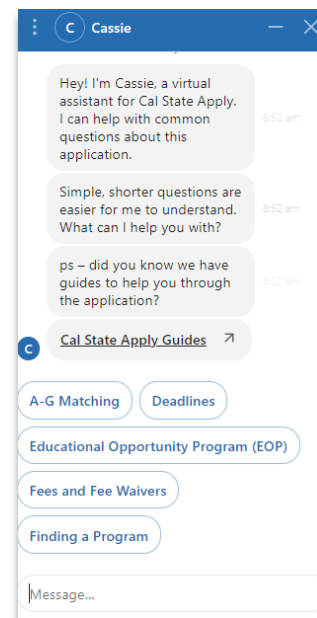 C Cassie
Hey! I'm Cassie, a virtual
assistant for Cal State Apply.
I can help with common
questions about this
application.
8:52 am
Simple, shorter questions are
easier for me to understand.
What can I help you with?
8:52 am
ps – did you know we have
guides to help you through
the application?
8:52 am
C
Cal State Apply Guides
A-G Matching
Deadlines
Educational Opportunity Program (EOP)
Fees and Fee Waivers
Finding a Program
Message...